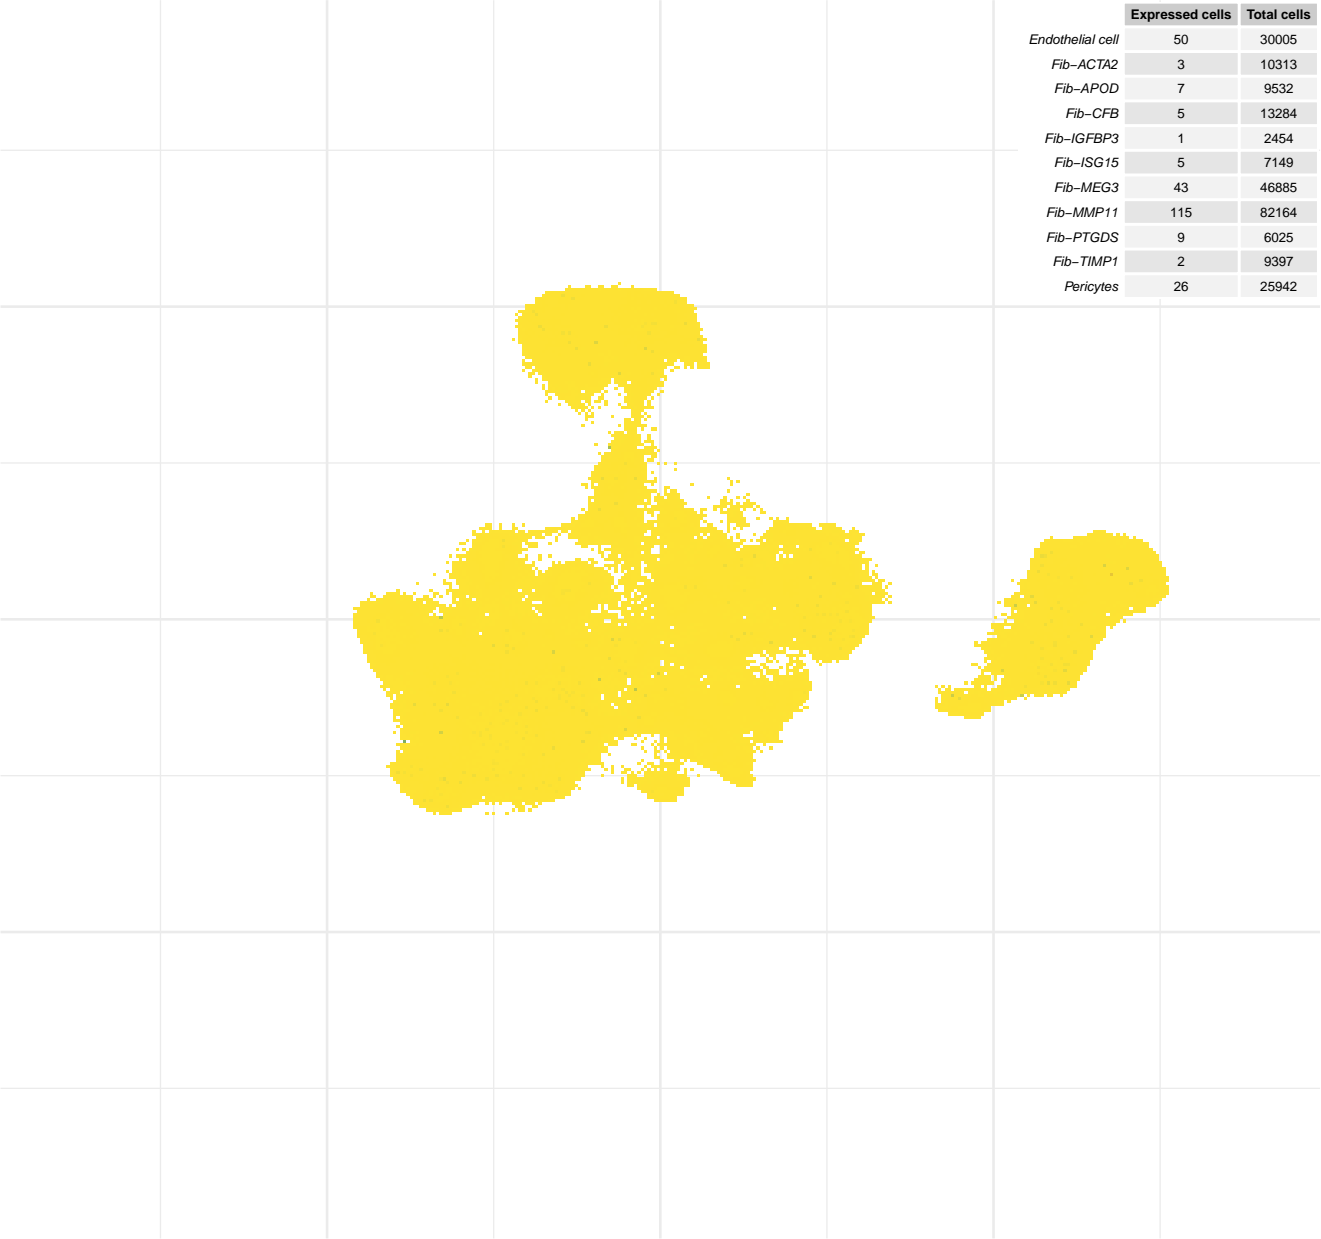 Expressed cells Total cells
Endothelial cell 50 30005
Fib−ACTA2 3 10313
Fib−APOD 7 9532
Fib−CFB 5 13284
Fib−IGFBP3 1 2454
Fib−ISG15 5 7149
Fib−MEG3 43 46885
Fib−MMP11 115 82164
Fib−PTGDS 9 6025
Fib−TIMP1 2 9397
Pericytes 26 25942